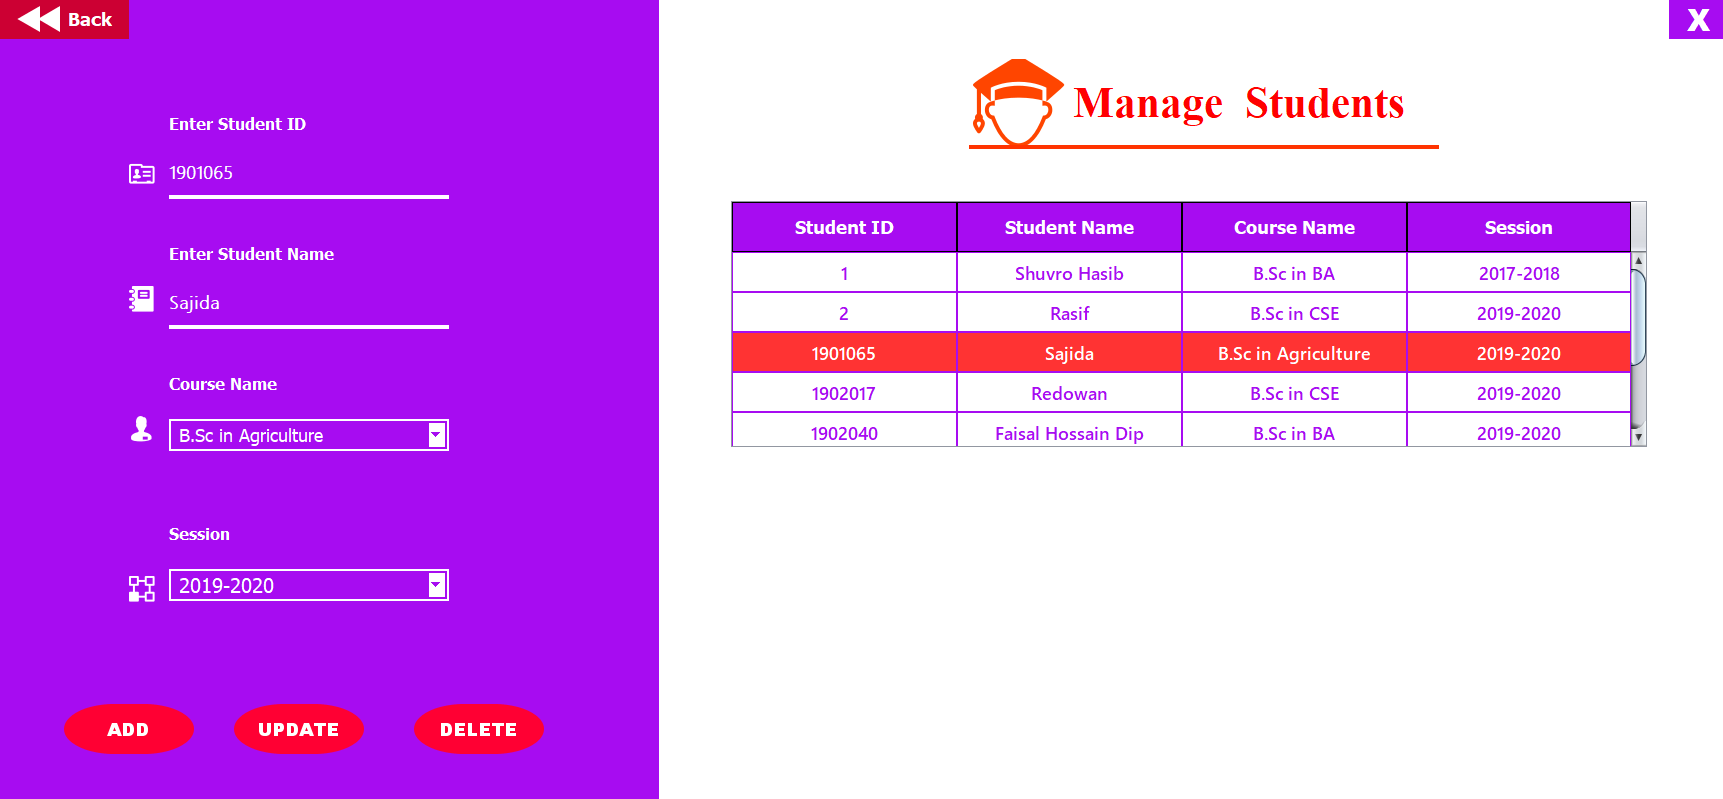 Back
X
Enter Student ID
1901065
Enter Student Name
Sajida
Course Name
B.Sc in Agriculture
Session
2019-2020
ADD UPDATE DELETE
Manage Students
Student ID Student Name Course Name Session
1 Shuvro Hasib B.Sc in BA 2017-2018
2 Rasif B.Sc in CSE 2019-2020
1901065 Sajida B.Sc in Agriculture 2019-2020
1902017 Redowan B.Sc in CSE 2019-2020
1902040 Faisal Hossain Dip B.Sc in BA 2019-2020